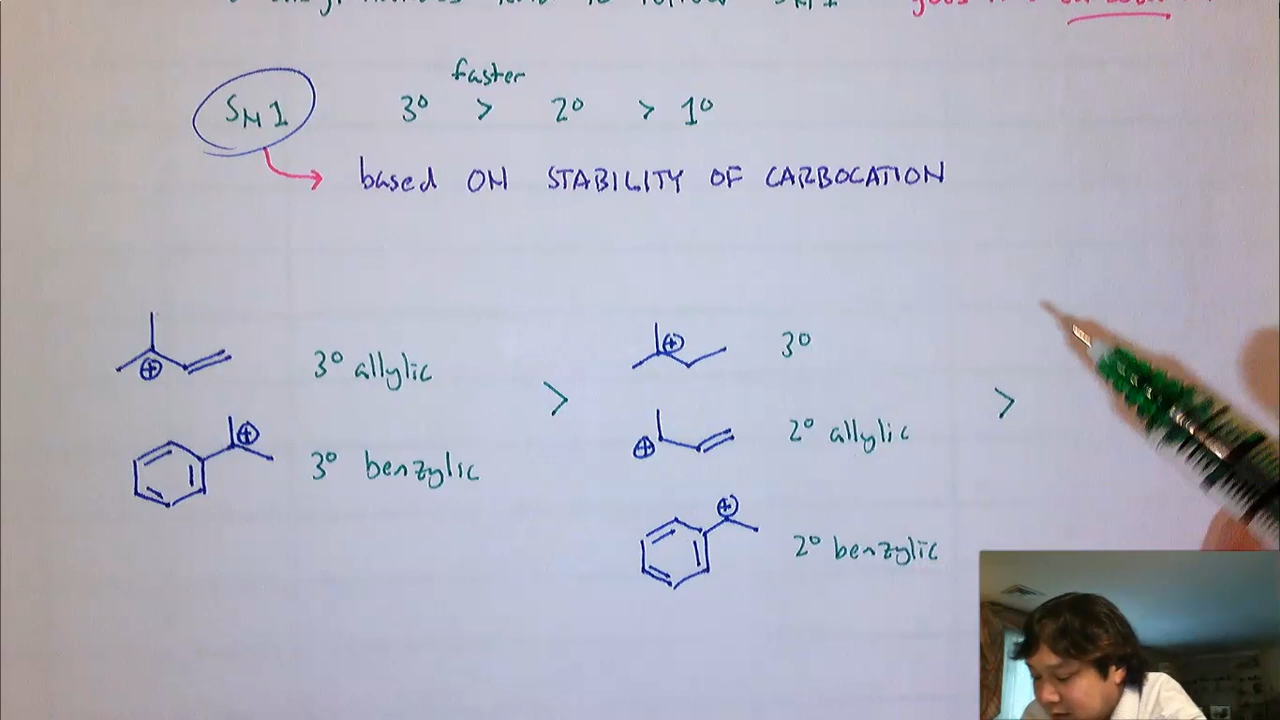 SN1 3° > 2° > 1°
faster
based ON STABILITY OF CARBOCATION
3° allylic
3° benzylic
>
3°
2° allylic
2° benzylic
>